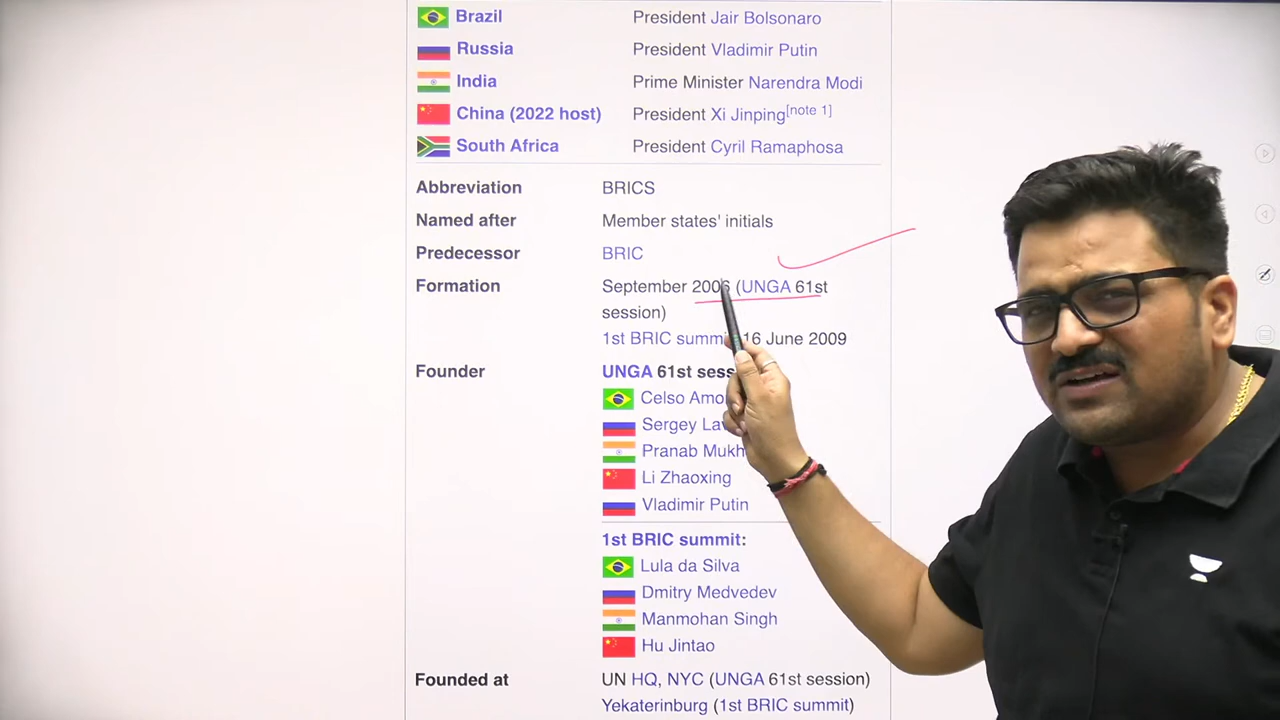 Brazil President Jair Bolsonaro
Russia President Vladimir Putin
India Prime Minister Narendra Modi
China (2022 host) President Xi Jinping[note 1]
South Africa President Cyril Ramaphosa
Abbreviation BRICS
Named after Member states' initials
Predecessor BRIC
Formation September 2006 (UNGA 61st
session)
1st BRIC summit 16 June 2009
Founder UNGA 61st sess
Celso Amo
Sergey Lav
Pranab Mukh
Li Zhaoxing
Vladimir Putin
1st BRIC summit:
Lula da Silva
Dmitry Medvedev
Manmohan Singh
Hu Jintao
Founded at UN HQ, NYC (UNGA 61st session)
Yekaterinburg (1st BRIC summit)